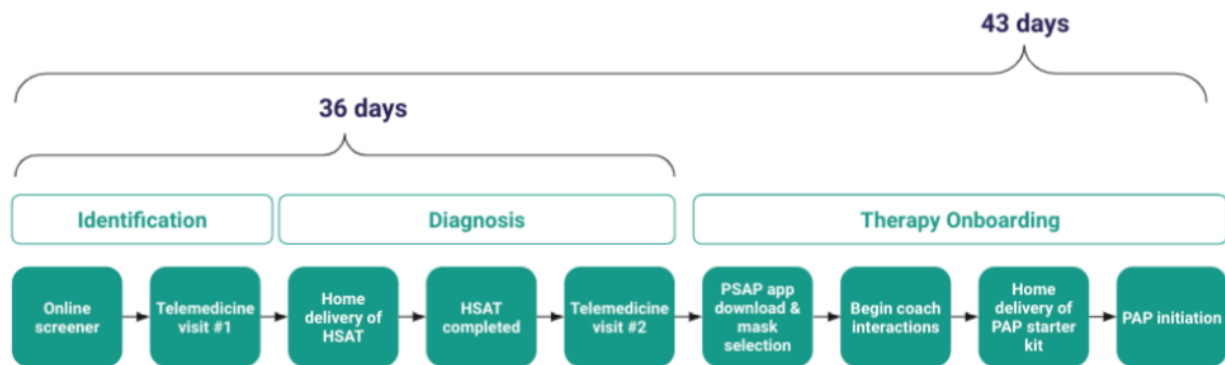 43 days
36 days
Identification
Diagnosis
Therapy Onboarding
Online
screener
Telemedicine
visit #1
Home
delivery of
HSAT
HSAT
completed
Telemedicine
visit #2
PSAP app
download &
mask
selection
Begin coach
interactions
Home
delivery of
PAP starter
kit
PAP initiation